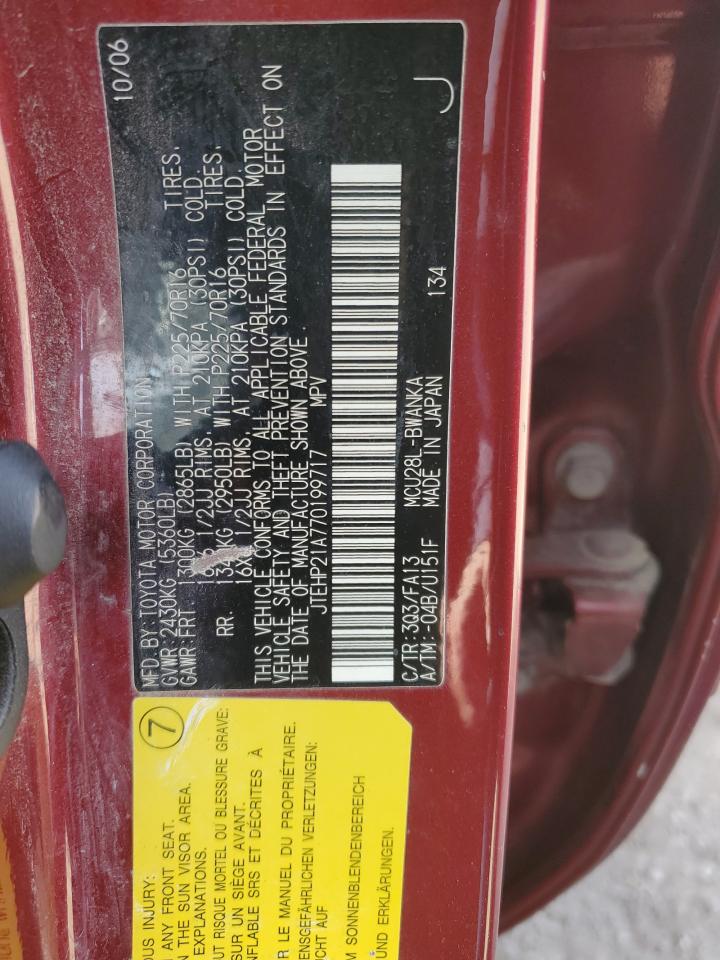 MFD.BY:TOYOTA MOTOR CORPORATION 10/06
GVWR:2430KG (5360LB)
GAWR:FRT 1300KG (2865LB) WITH P225/70R16 TIRES.
1/2JJ RIMS. AT 210KPA (30PSI) COLD.
RR. (2950LB) WITH P225/70R16 TIRES.
1/2JJ RIMS. AT 210KPA (30PSI) COLD.
THIS VEHICLE CONFORMS TO ALL APPLICABLE FEDERAL MOTOR
VEHICLE SAFETY AND THEFT PREVENTION STANDARDS IN EFFECT ON
THE DATE OF MANUFACTURE SHOWN ABOVE.
JTEHP21A770199717 MPV
C/TR:3Q3/FA13 MCU28L-BWANKA 134 J
A/TM:-04B/U151F MADE IN JAPAN
7
OUS INJURY:
ANY FRONT SEAT.
THE SUN VISOR AREA.
EXPLANATIONS.
UT RISQUE MORTEL OU BLESSURE GRAVE:
SUR UN SIÈGE AVANT.
NFLABLE SRS ET DÉCRITES À
R LE MANUEL DU PROPRIÉTAIRE.
ENSGEFÄHRLICHEN VERLETZUNGEN:
ICHT AUF
M SONNENBLENDENBEREICH
UND ERKLÄRUNGEN.